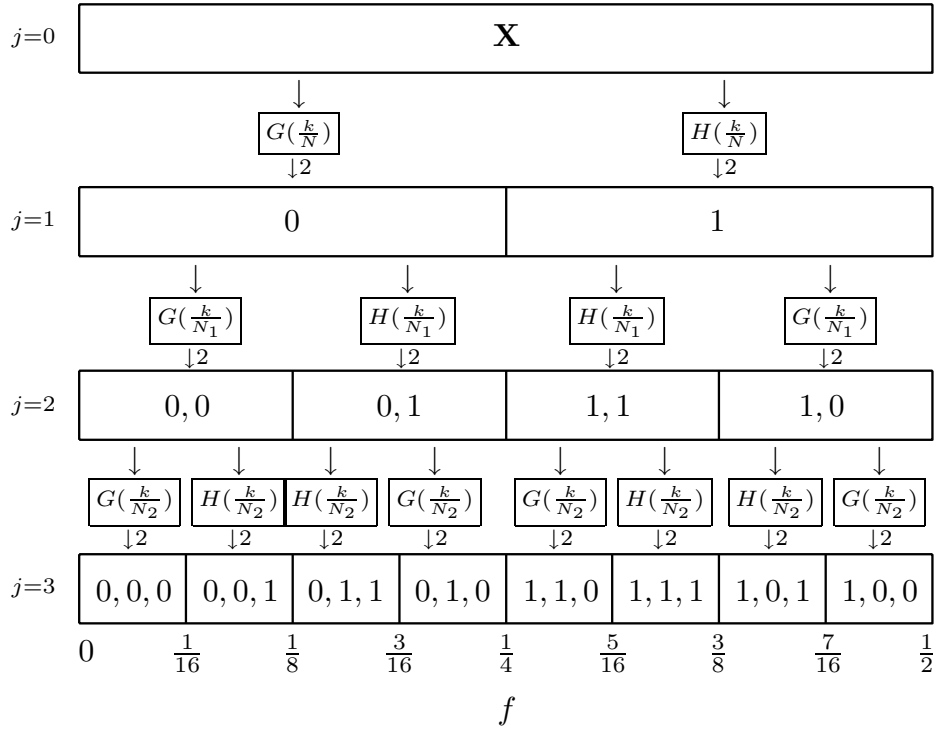 j=0 X
G(k/N) H(k/N)
↓2 ↓2
j=1 0 1
G(k/N₁) H(k/N₁) H(k/N₁) G(k/N₁)
↓2 ↓2 ↓2 ↓2
j=2 0,0 0,1 1,1 1,0
G(k/N₂) H(k/N₂) H(k/N₂) G(k/N₂) G(k/N₂) H(k/N₂) H(k/N₂) G(k/N₂)
↓2 ↓2 ↓2 ↓2 ↓2 ↓2 ↓2 ↓2
j=3 0,0,0 0,0,1 0,1,1 0,1,0 1,1,0 1,1,1 1,0,1 1,0,0
0 1/16 1/8 3/16 1/4 5/16 3/8 7/16 1/2
f